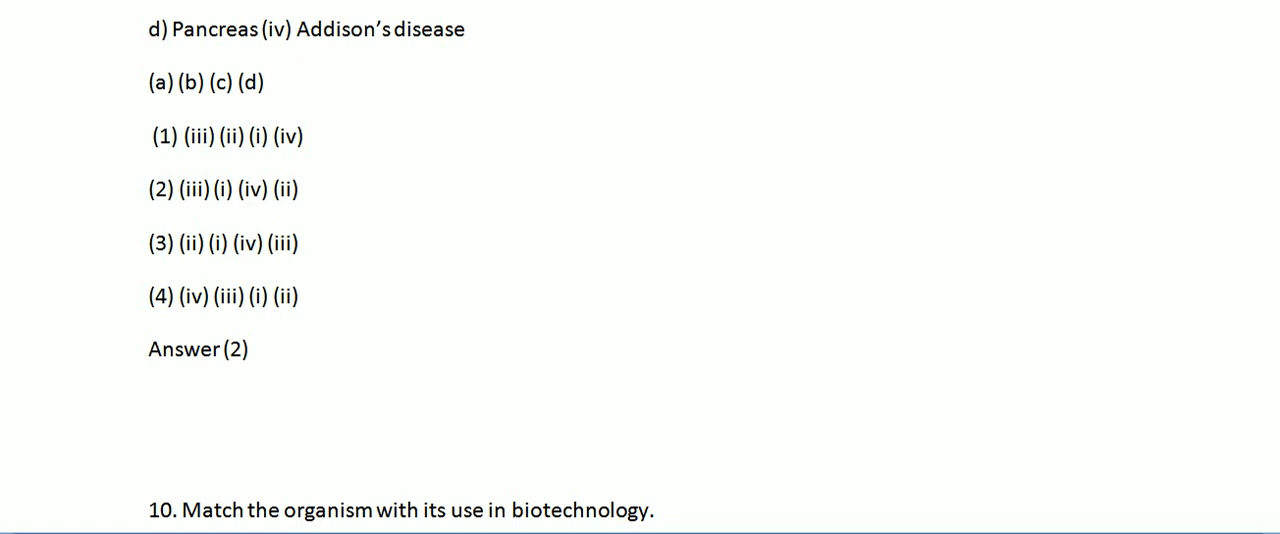 d) Pancreas (iv) Addison's disease
(a) (b) (c) (d)
(1) (iii) (ii) (i) (iv)
(2) (iii) (i) (iv) (ii)
(3) (ii) (i) (iv) (iii)
(4) (iv) (iii) (i) (ii)
Answer (2)
10. Match the organism with its use in biotechnology.